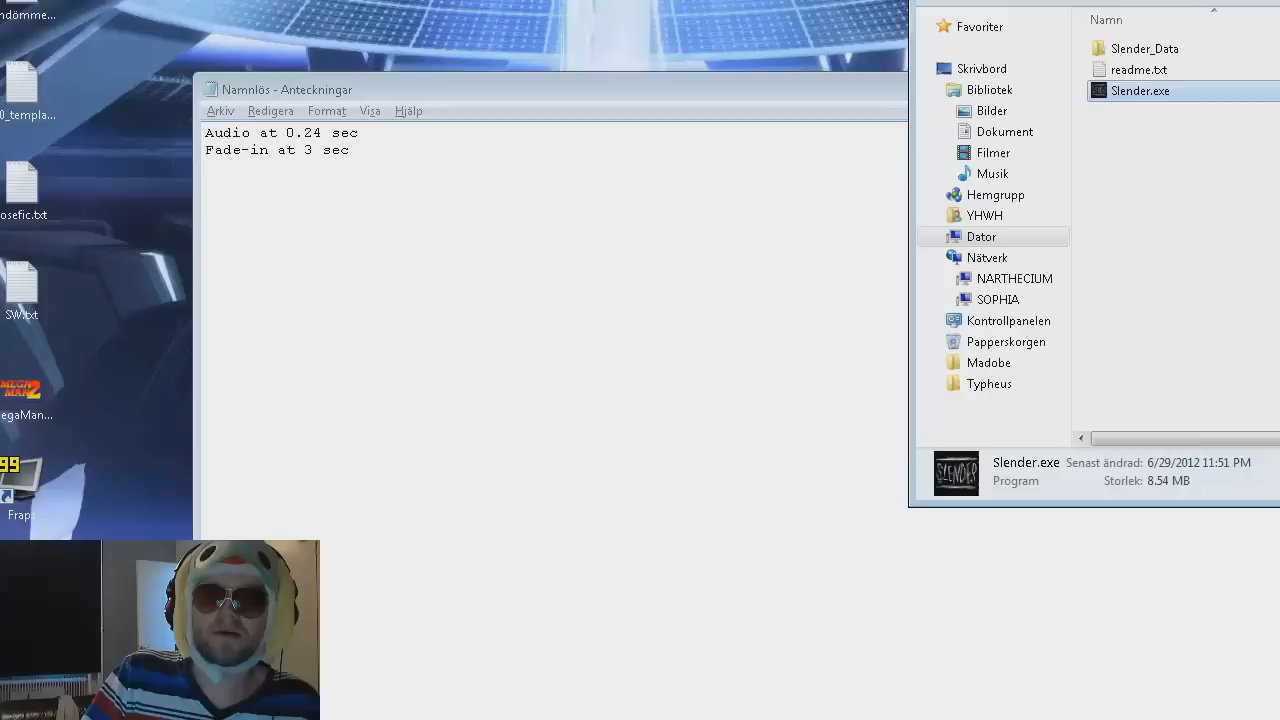 ndömme...
0_templa...
osefic.txt
SW.txt
MEGA
MAN 2
egaMan...
99
Fraps
Namnlös - Anteckningar
Arkiv Redigera Format Visa Hjälp
Audio at 0.24 sec
Fade-in at 3 sec
Favoriter
Skrivbord
Bibliotek
Bilder
Dokument
Filmer
Musik
Hemgrupp
YHWH
Dator
Nätverk
NARTHECIUM
SOPHIA
Kontrollpanelen
Papperskorgen
Madobe
Typheus
Namn
Slender_Data
readme.txt
Slender.exe
SLENDER
Slender.exe Senast ändrad: 6/29/2012 11:51 PM
Program Storlek: 8.54 MB